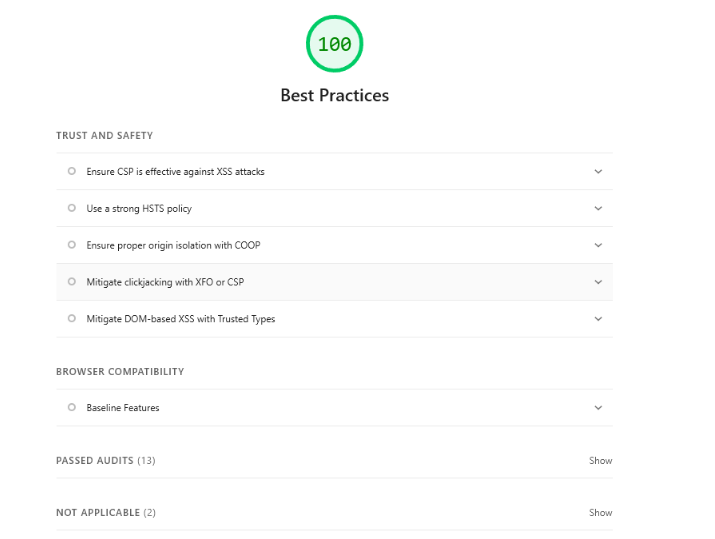 100
Best Practices
TRUST AND SAFETY
Ensure CSP is effective against XSS attacks
Use a strong HSTS policy
Ensure proper origin isolation with COOP
Mitigate clickjacking with XFO or CSP
Mitigate DOM-based XSS with Trusted Types
BROWSER COMPATIBILITY
Baseline Features
PASSED AUDITS (13) Show
NOT APPLICABLE (2) Show